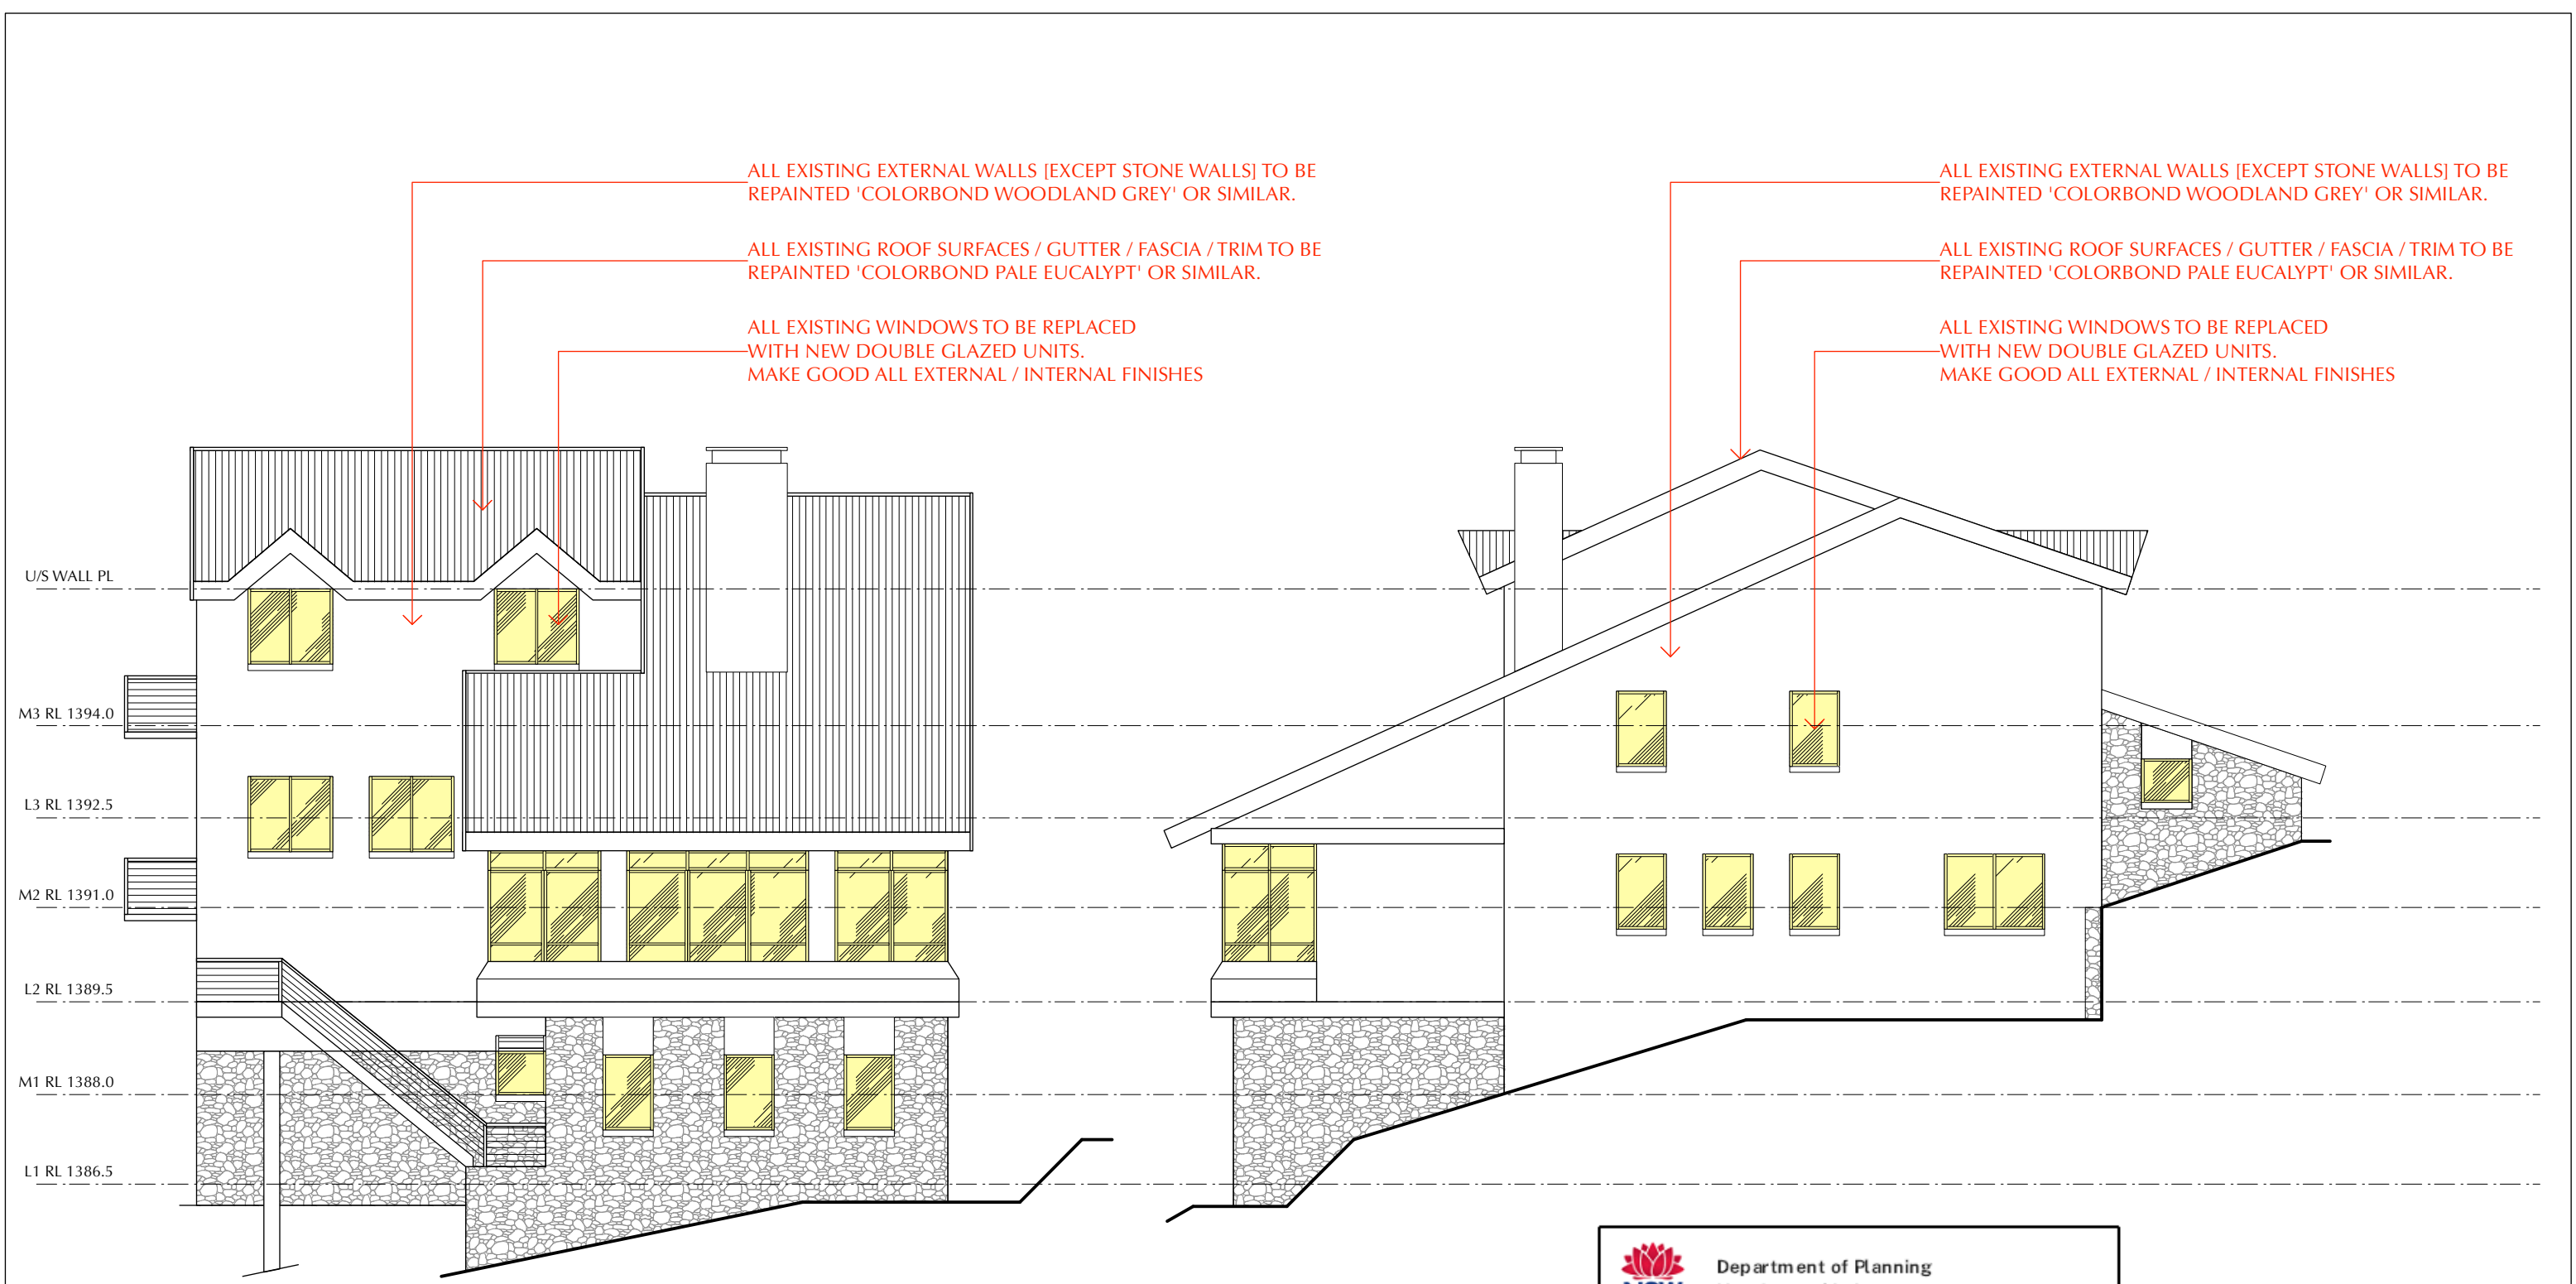 ALL EXISTING EXTERNAL WALLS [EXCEPT STONE WALLS] TO BE
REPAINTED 'COLORBOND WOODLAND GREY' OR SIMILAR.
ALL EXISTING ROOF SURFACES / GUTTER / FASCIA / TRIM TO BE
REPAINTED 'COLORBOND PALE EUCALYPT' OR SIMILAR.
ALL EXISTING WINDOWS TO BE REPLACED
WITH NEW DOUBLE GLAZED UNITS.
MAKE GOOD ALL EXTERNAL / INTERNAL FINISHES
ALL EXISTING EXTERNAL WALLS [EXCEPT STONE WALLS] TO BE
REPAINTED 'COLORBOND WOODLAND GREY' OR SIMILAR.
ALL EXISTING ROOF SURFACES / GUTTER / FASCIA / TRIM TO BE
REPAINTED 'COLORBOND PALE EUCALYPT' OR SIMILAR.
ALL EXISTING WINDOWS TO BE REPLACED
WITH NEW DOUBLE GLAZED UNITS.
MAKE GOOD ALL EXTERNAL / INTERNAL FINISHES
U/S WALL PL
M3 RL 1394.0
L3 RL 1392.5
M2 RL 1391.0
L2 RL 1389.5
M1 RL 1388.0
L1 RL 1386.5
Department of Planning